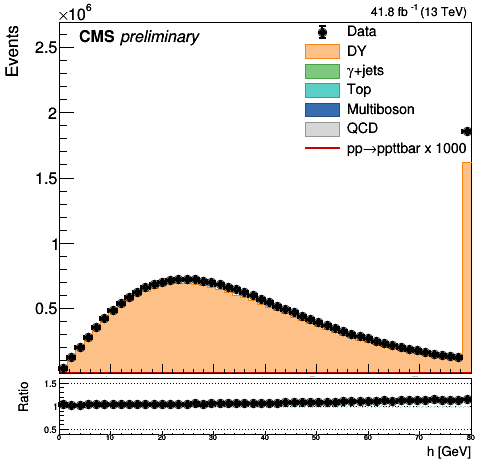 ×10⁶
41.8 fb⁻¹ (13 TeV)
Events
CMS preliminary
Data
DY
γ+jets
Top
Multiboson
QCD
pp→ppttbar x 1000
2.5
2
1.5
1
0.5
Ratio
1.5
1
0.5
0 10 20 30 40 50 60 70 80
h [GeV]